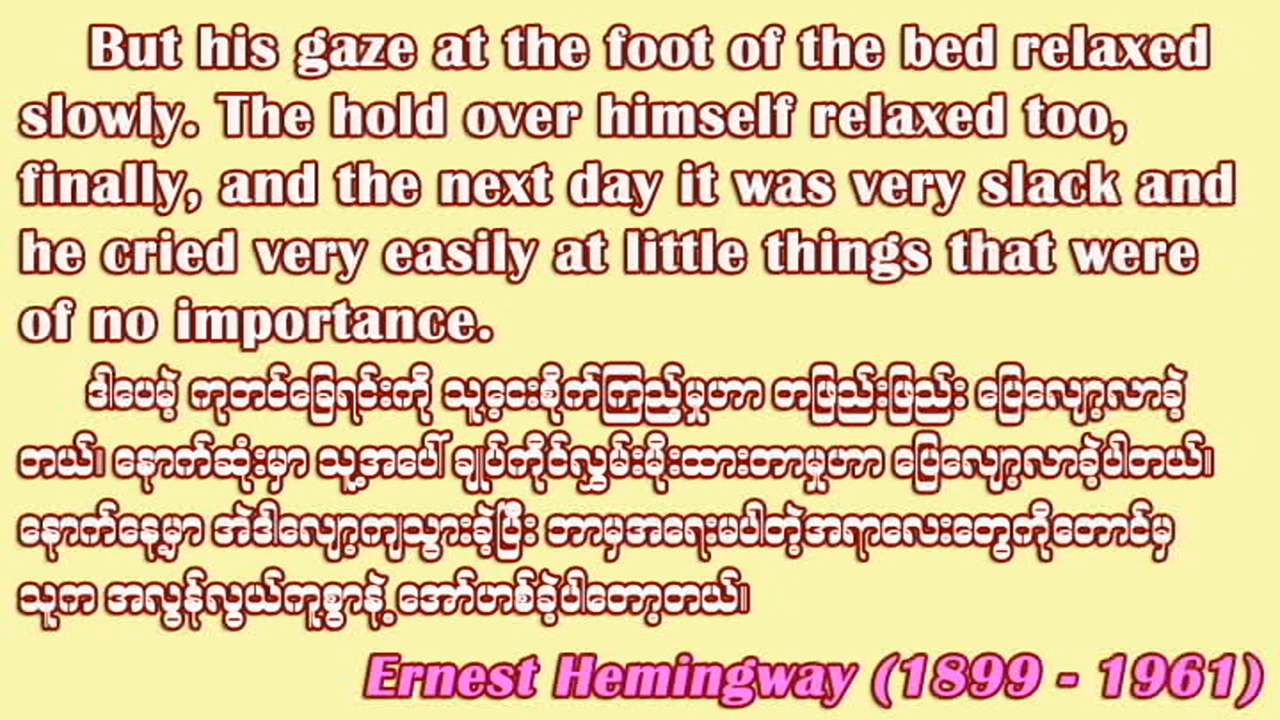 But his gaze at the foot of the bed relaxed
slowly. The hold over himself relaxed too,
finally, and the next day it was very slack and
he cried very easily at little things that were
of no importance.
ဒါပေမဲ့ ကုတင်ခြေရင်းကို သူ့ငေးစိုက်ကြည့်မှုဟာ တဖြည်းဖြည်း ပြေလျော့လာခဲ့
တယ်။ နောက်ဆုံးမှာ သူ့အပေါ် ချုပ်ကိုင်လွှမ်းမိုးထားတာမှုဟာ ပြေလျော့လာခဲ့ပါတယ်။
နောက်နေ့မှာ အဲဒါလျော့ကျသွားခဲ့ပြီး ဘာမှအရေးမပါတဲ့အရာလေးတွေကိုတောင်မှ
သူက အလွန်လွယ်ကူစွာနဲ့ အော်ဟစ်ခဲ့ပါတော့တယ်။
Ernest Hemingway (1899 - 1961)